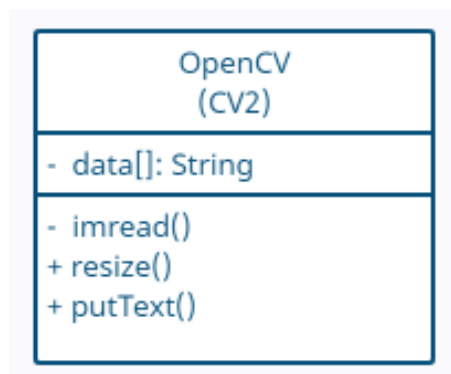 OpenCV
(CV2)
- data[]: String
- imread()
+ resize()
+ putText()